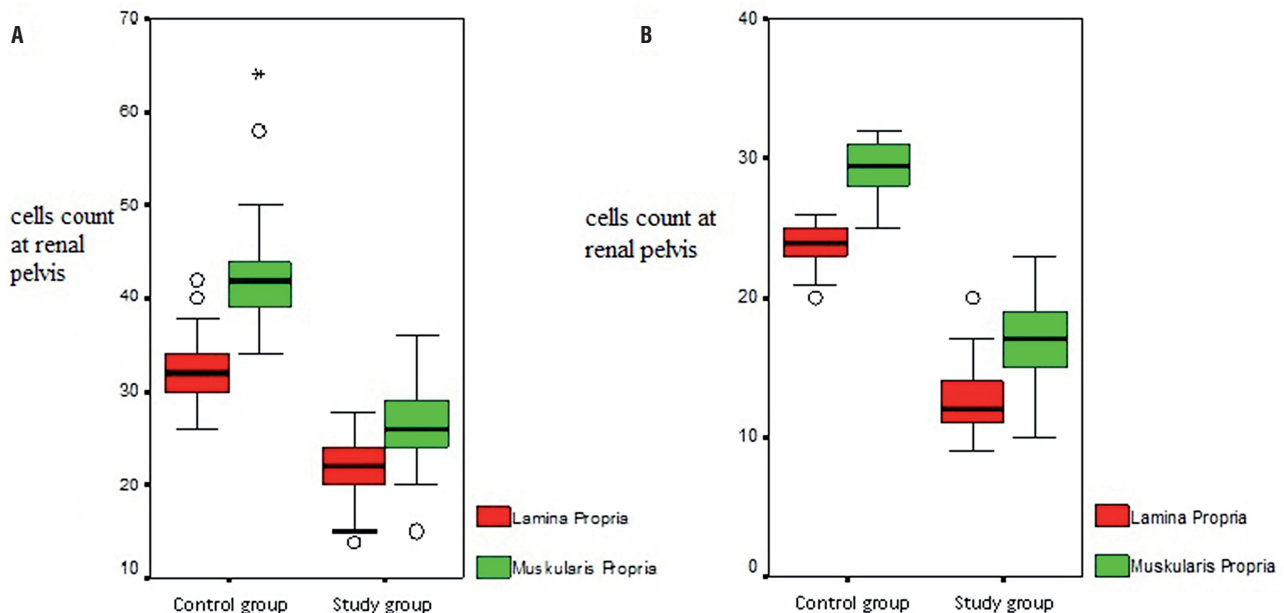 A
70
60
50
40
30
20
10
cells count
at renal
pelvis
Control group Study group
Lamina Propria
Muskularis Propria
B
40
30
20
10
0
cells count at
renal pelvis
Control group Study group
Lamina Propria
Muskularis Propria